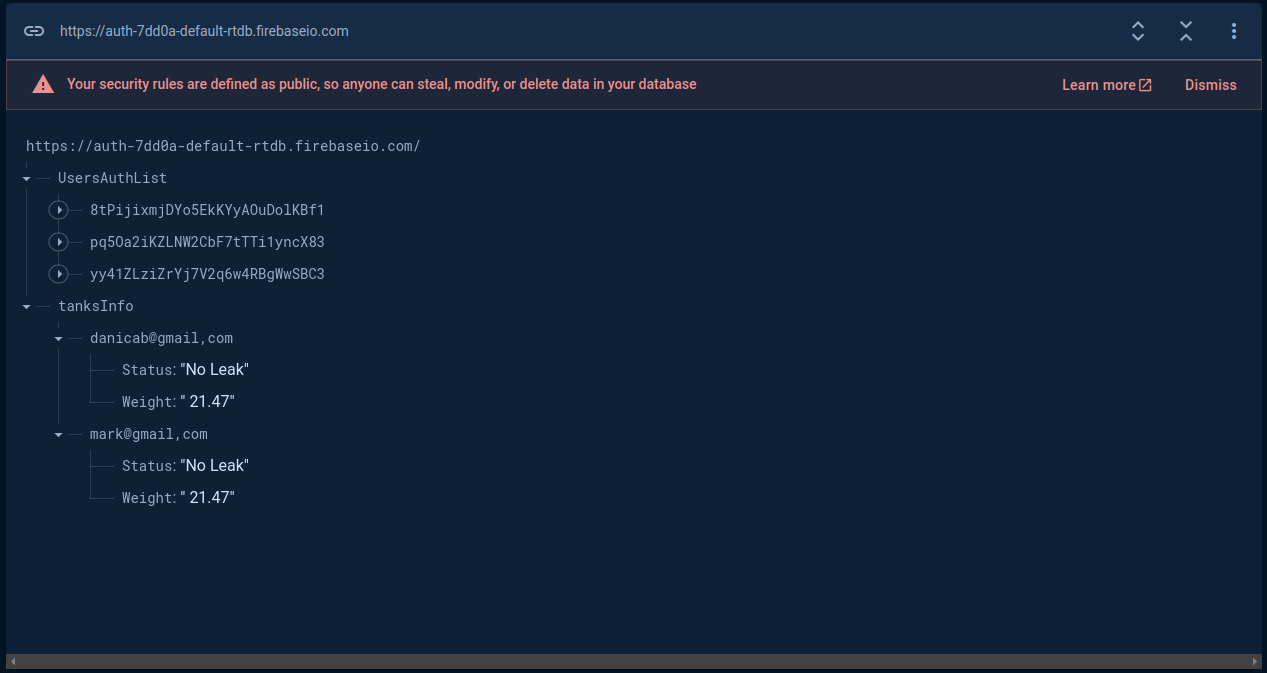 https://auth-7dd0a-default-rtdb.firebaseio.com
Your security rules are defined as public, so anyone can steal, modify, or delete data in your database Learn more Dismiss
https://auth-7dd0a-default-rtdb.firebaseio.com/
UsersAuthList
8tPijixmjDYo5EkKYyAOuDolKBf1
pq5Oa2iKZLNW2CbF7tTTi1yncX83
yy41ZLziZrYj7V2q6w4RBgWwSBC3
tanksInfo
danicab@gmail,com
Status: "No Leak"
Weight: " 21.47"
mark@gmail,com
Status: "No Leak"
Weight: " 21.47"